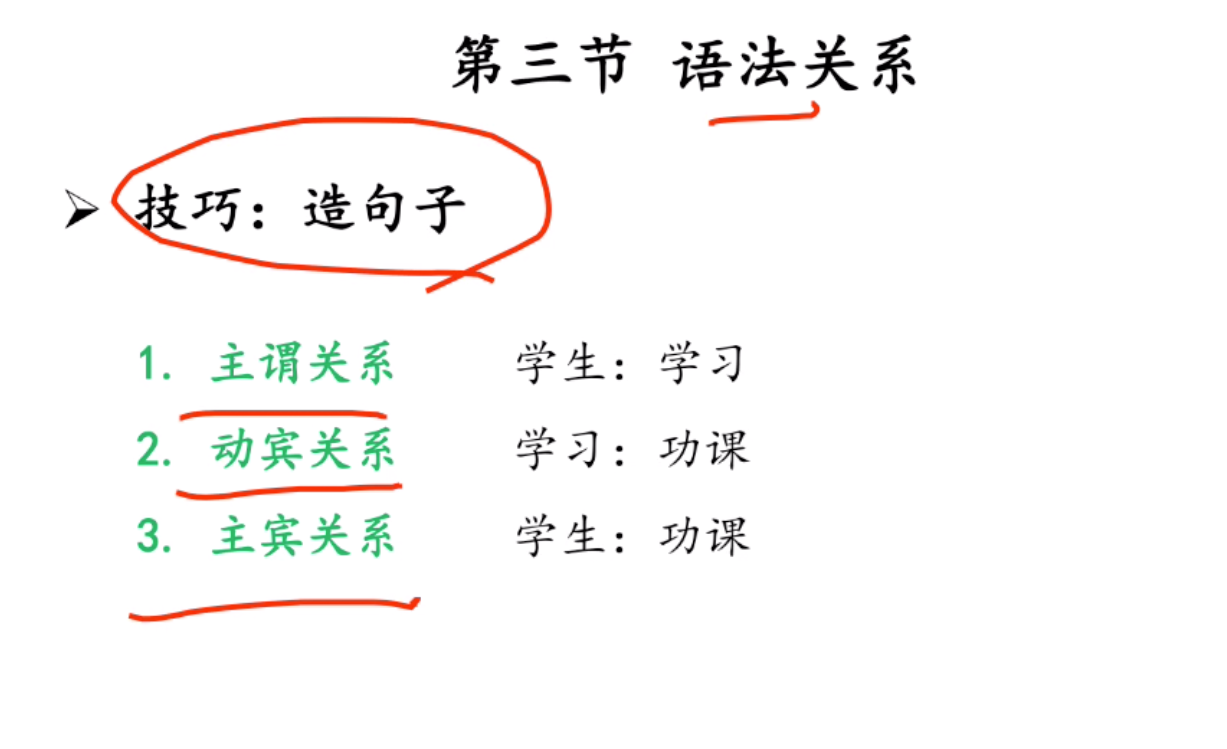 第三节 语法关系
技巧：造句子
1. 主谓关系 学生：学习
2. 动宾关系 学习：功课
3. 主宾关系 学生：功课